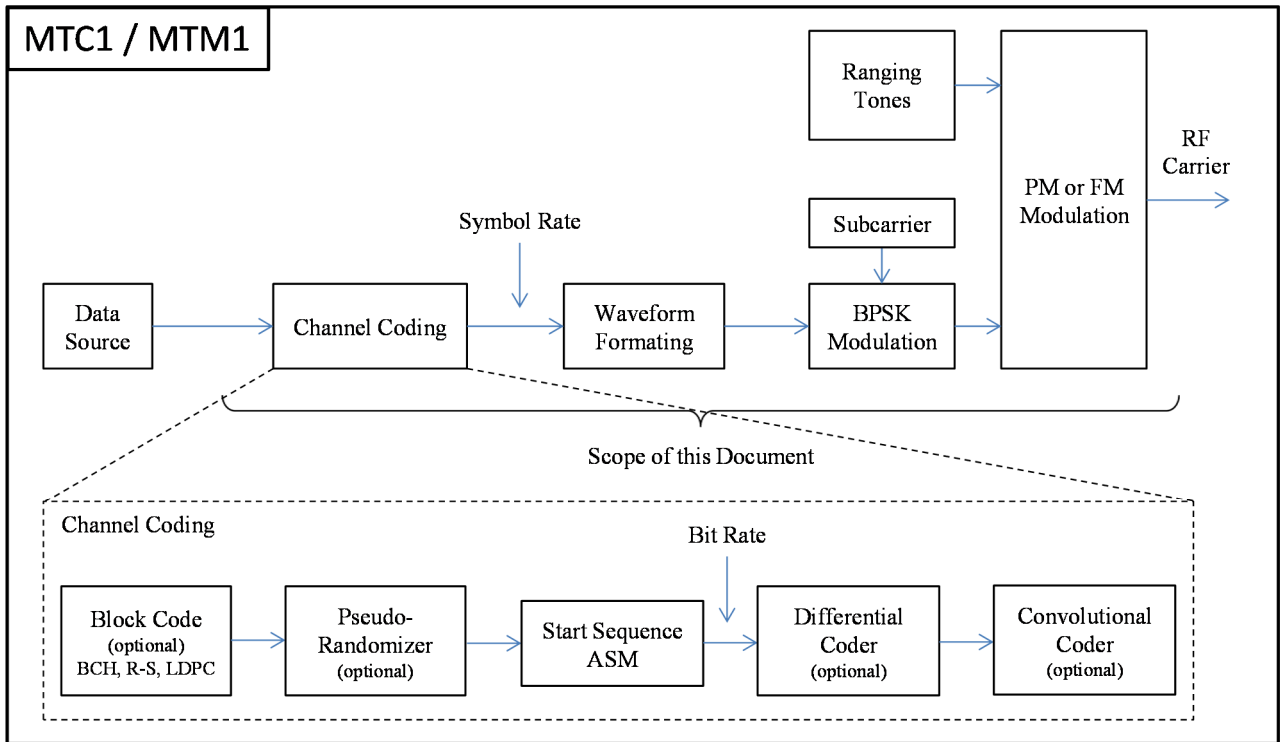 MTC1 / MTM1
Ranging
Tones
RF
Carrier
PM or FM
Modulation
Symbol Rate
Subcarrier
Data
Source
Channel Coding
Waveform
Formating
BPSK
Modulation
Scope of this Document
Channel Coding
Bit Rate
Block Code
(optional)
BCH, R-S, LDPC
Pseudo-
Randomizer
(optional)
Start Sequence
ASM
Differential
Coder
(optional)
Convolutional
Coder
(optional)